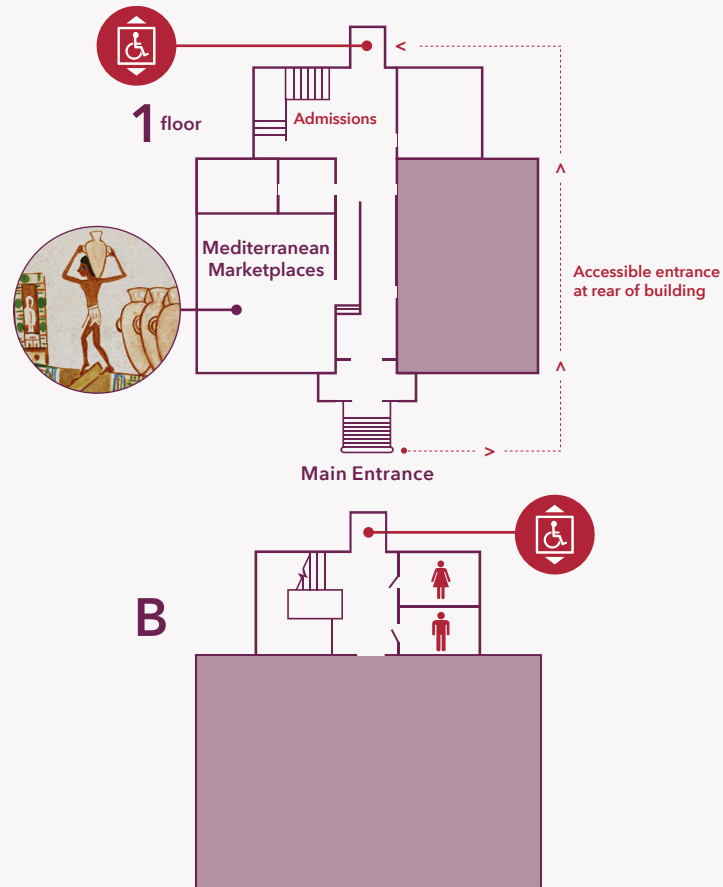 1 floor
Admissions
Mediterranean
Marketplaces
Accessible entrance
at rear of building
Main Entrance
B